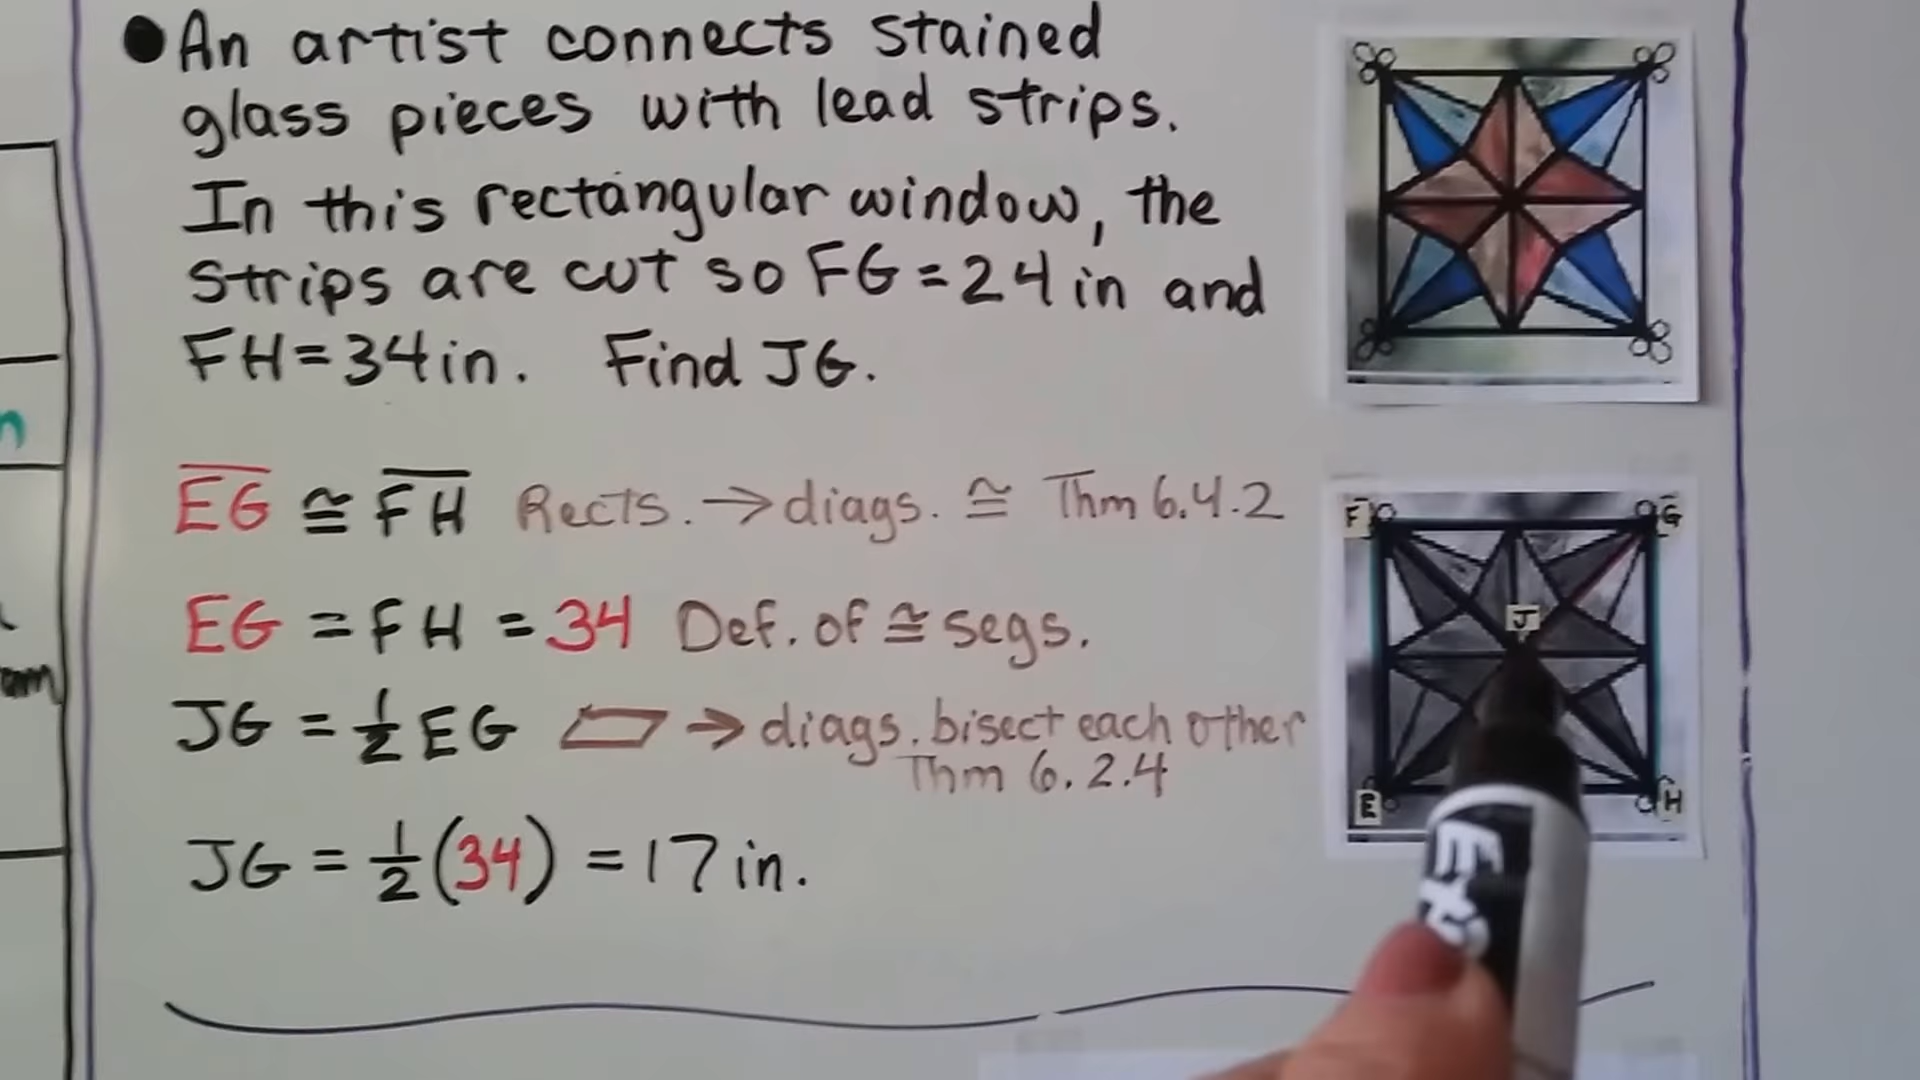 An artist connects stained
glass pieces with lead strips.
In this rectangular window, the
strips are cut so FG = 24 in and
FH = 34 in. Find JG.
EG ≅ FH Rects. → diags. ≅ Thm 6.4.2
EG = FH = 34 Def. of ≅ segs.
JG = 1/2 EG ▱ → diags. bisect each other
Thm 6.2.4
JG = 1/2 (34) = 17 in.
F G
J
E H